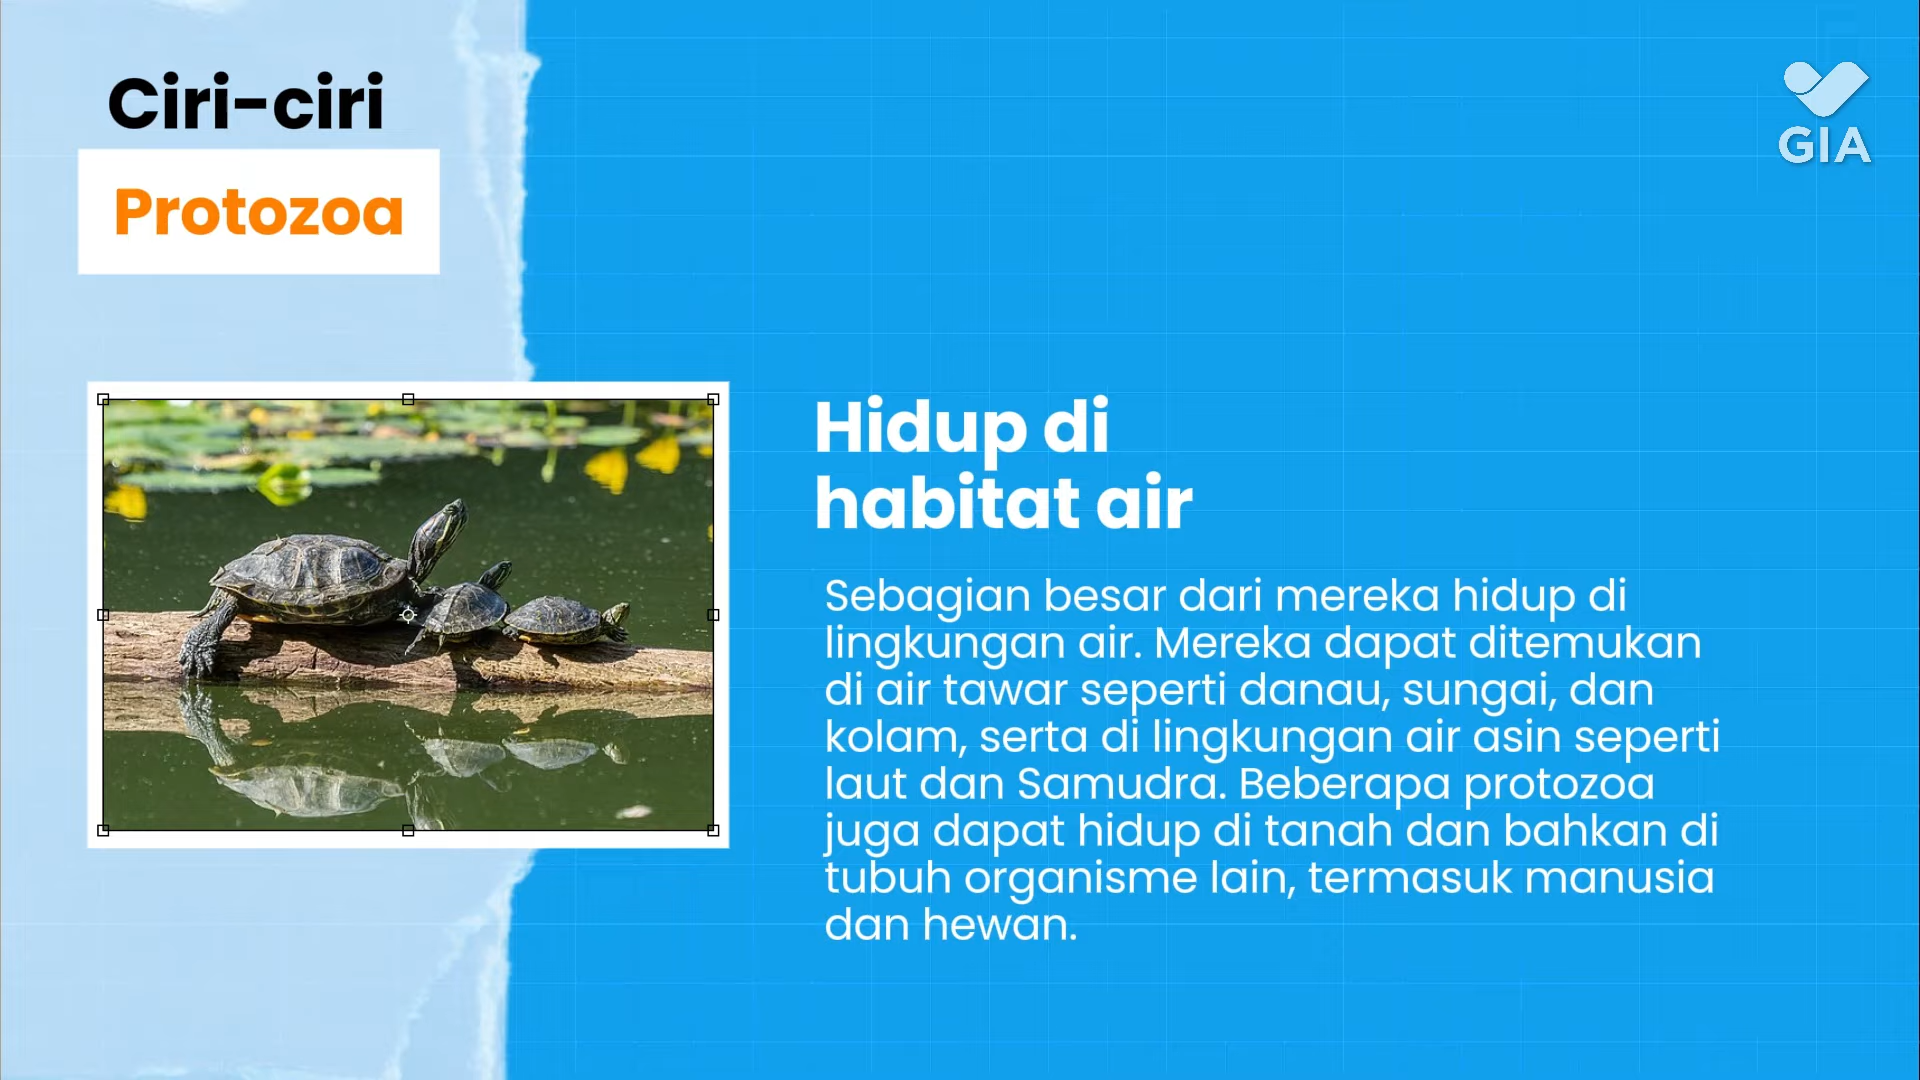 Ciri-ciri
Protozoa
GIA
Hidup di
habitat air
Sebagian besar dari mereka hidup di
lingkungan air. Mereka dapat ditemukan
di air tawar seperti danau, sungai, dan
kolam, serta di lingkungan air asin seperti
laut dan Samudra. Beberapa protozoa
juga dapat hidup di tanah dan bahkan di
tubuh organisme lain, termasuk manusia
dan hewan.